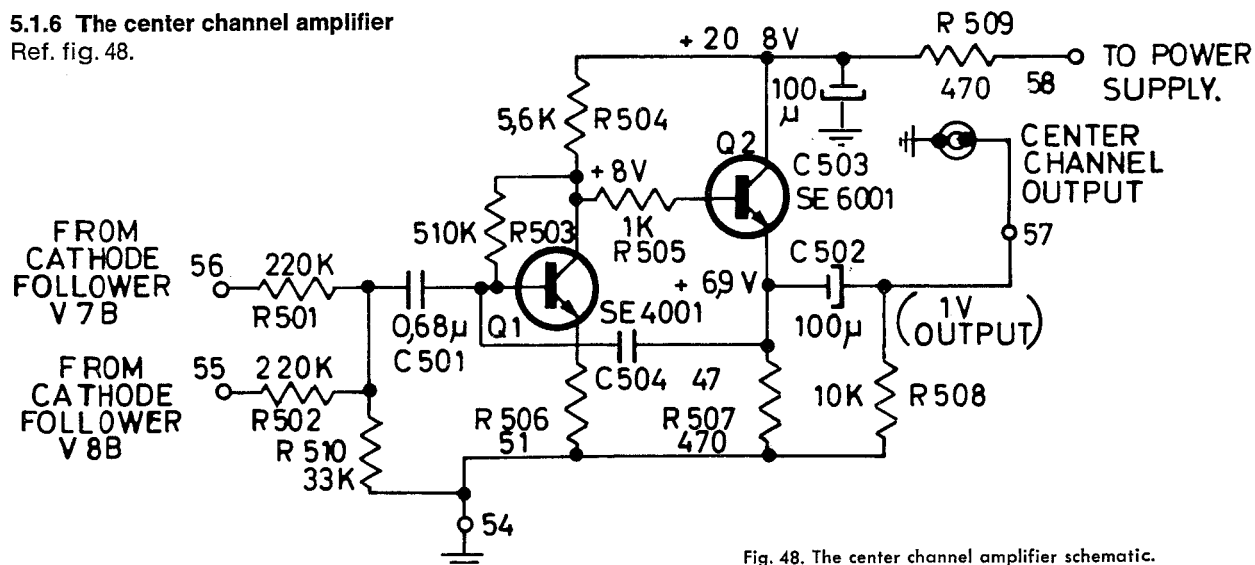 5.1.6 The center channel amplifier
Ref. fig. 48.
+ 20 8V
R 509
470
58
TO POWER
SUPPLY.
100
µ
5,6K
R504
Q2
C503
SE 6001
CENTER
CHANNEL
OUTPUT
+8V
1K
R505
510K
R503
57
FROM
CATHODE
FOLLOWER
V 7B
56
220K
R501
0,68µ
C501
Q1
SE4001
+ 6,9 V
C502
100µ
(1V
OUTPUT)
FROM
CATHODE
FOLLOWER
V 8B
55
220K
R502
C504
47
R 510
33K
R506
51
R507
470
10K
R508
54
Fig. 48. The center channel amplifier schematic.